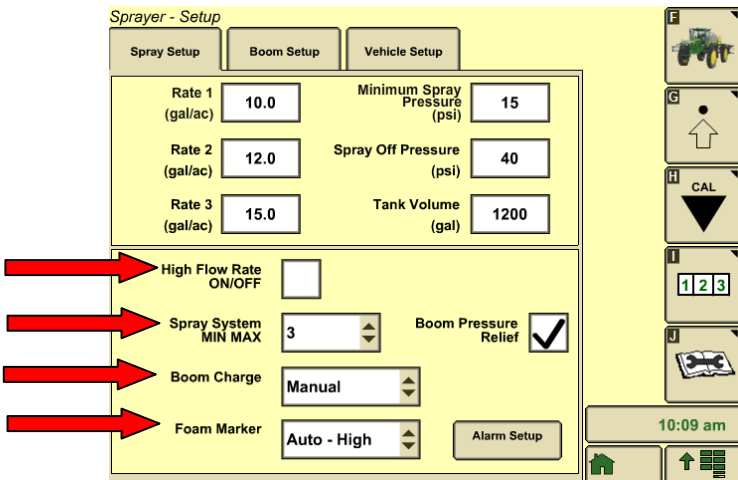 Sprayer - Setup
Spray Setup
Boom Setup
Vehicle Setup
Rate 1
(gal/ac)
10.0
Minimum Spray
Pressure
(psi)
15
Rate 2
(gal/ac)
12.0
Spray Off Pressure
(psi)
40
Rate 3
(gal/ac)
15.0
Tank Volume
(gal)
1200
High Flow Rate
ON/OFF
Spray System
MIN MAX
3
Boom Pressure
Relief
Boom Charge
Manual
Foam Marker
Auto - High
Alarm Setup
F
G
H
CAL
I
1 2 3
J
10:09 am